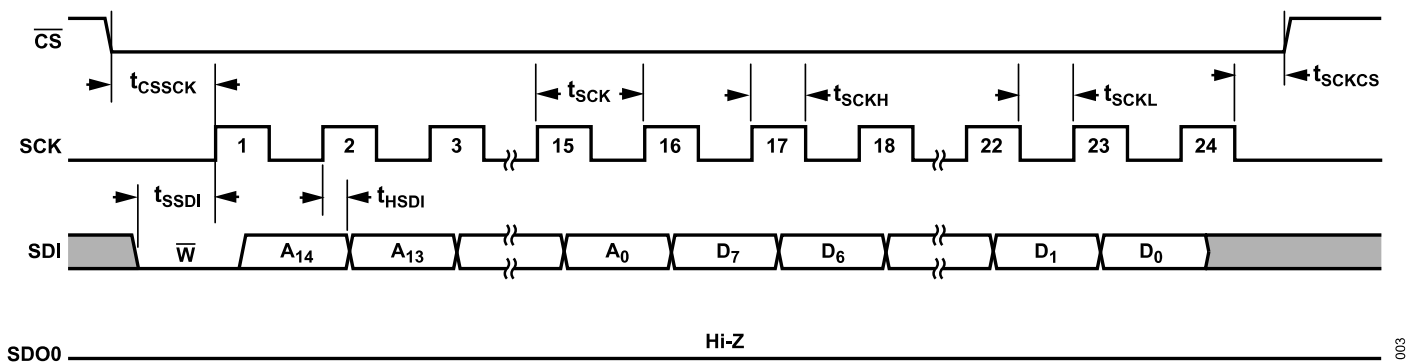 CS
tCSSCK
tSCK
tSCKH
tSCKL
tSCKCS
SCK
1 2 3 15 16 17 18 22 23 24
tSSDI
tHSDI
SDI
W A14 A13 A0 D7 D6 D1 D0
Hi-Z
SDO0
003